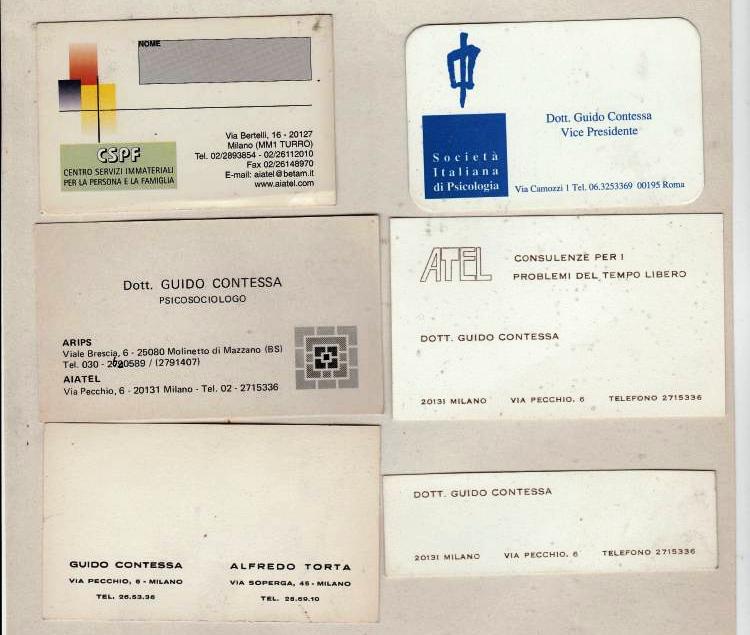 NOME
CSPF
CENTRO SERVIZI IMMATERIALI
PER LA PERSONA E LA FAMIGLIA
Via Bertelli, 16 - 20127
Milano (MM1 TURRO)
Tel. 02/2893854 - 02/26112010
Fax 02/26148970
E-mail: aiatel@betam.it
www.aiatel.com
Società
Italiana
di Psicologia
Dott. Guido Contessa
Vice Presidente
Via Camozzi 1 Tel. 06.3253369 00195 Roma
Dott. GUIDO CONTESSA
PSICOSOCIOLOGO
ARIPS
Viale Brescia, 6 - 25080 Molinetto di Mazzano (BS)
Tel. 030 - 0589 / (2791407)
AIATEL
Via Pecchio, 6 - 20131 Milano - Tel. 02 - 2715336
ATEL
CONSULENZE PER I
PROBLEMI DEL TEMPO LIBERO
DOTT. GUIDO CONTESSA
20131 MILANO VIA PECCHIO, 6 TELEFONO 2715336
GUIDO CONTESSA
VIA PECCHIO, 6 - MILANO
TEL. 26.53.36
ALFREDO TORTA
VIA SOPERGA, 45 - MILANO
TEL. 28.59.10
DOTT. GUIDO CONTESSA
20131 MILANO VIA PECCHIO, 6 TELEFONO 2715336